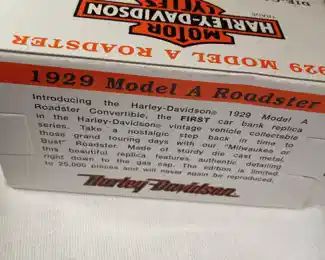 DIE-C
MOTOR
HARLEY-DAVIDSON
CYCLES
TRADE
1929 MODEL A ROADSTER
1929 Model A Roadster
Introducing the Harley-Davidson® 1929 Model A
Roadster Convertible, the FIRST car bank replica
in the Harley-Davidson® vintage vehicle collectable
series. Take a nostalgic step back in time to
those grand touring days with our "Milwaukee or
Bust" Roadster. Made of sturdy die cast metal,
this beautiful replica features authentic detailing
right down to the gas cap. The edition is limited
to 25,000 pieces and will never again be reproduced.
Harley-Davidson